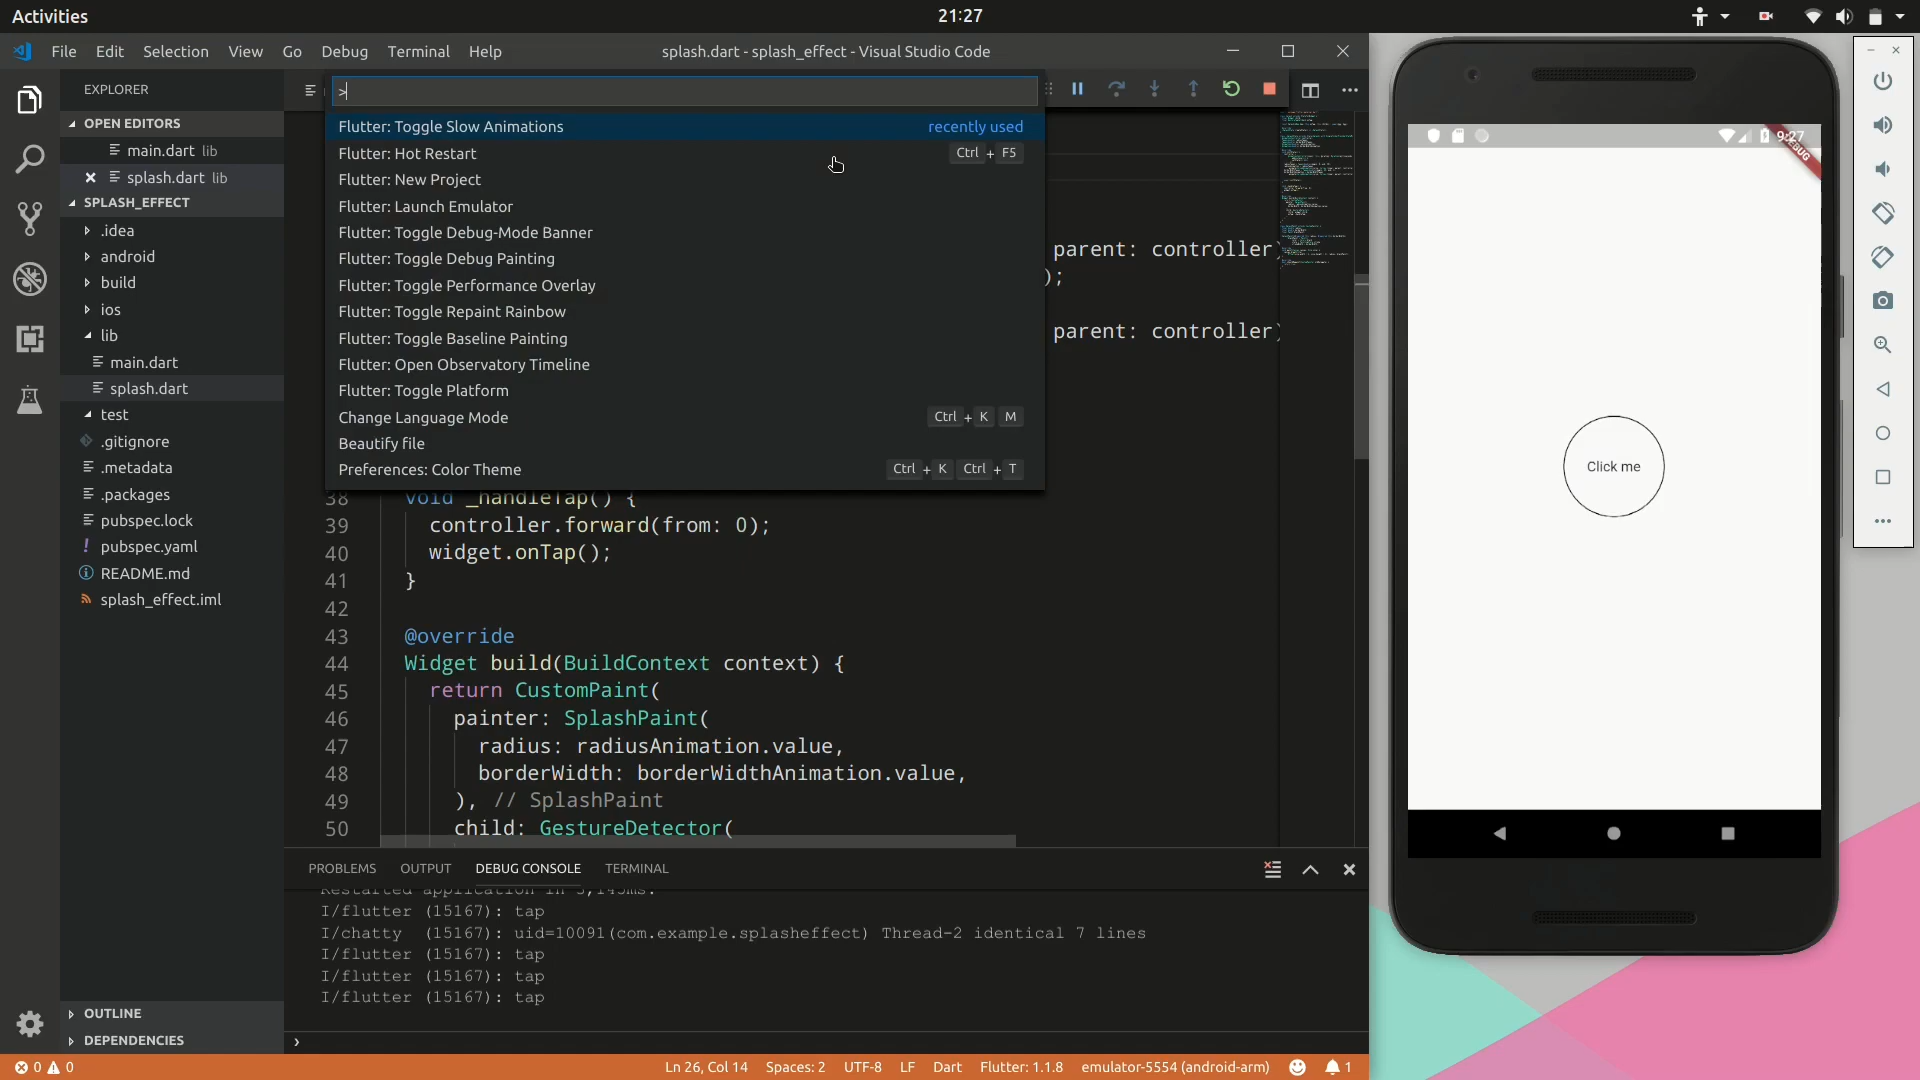 Activities
21:27
File Edit Selection View Go Debug Terminal Help
splash.dart - splash_effect - Visual Studio Code
EXPLORER
OPEN EDITORS
main.dart lib
splash.dart lib
SPLASH_EFFECT
.idea
android
build
ios
lib
main.dart
splash.dart
test
.gitignore
.metadata
.packages
pubspec.lock
pubspec.yaml
README.md
splash_effect.iml
OUTLINE
DEPENDENCIES
>
Flutter: Toggle Slow Animations recently used
Flutter: Hot Restart Ctrl + F5
Flutter: New Project
Flutter: Launch Emulator
Flutter: Toggle Debug-Mode Banner
Flutter: Toggle Debug Painting
Flutter: Toggle Performance Overlay
Flutter: Toggle Repaint Rainbow
Flutter: Toggle Baseline Painting
Flutter: Open Observatory Timeline
Flutter: Toggle Platform
Change Language Mode Ctrl + K M
Beautify file
Preferences: Color Theme Ctrl + K Ctrl + T
parent: controller)
);
parent: controller)
38 void _handleTap() {
39 controller.forward(from: 0);
40 widget.onTap();
41 }
42
43 @override
44 Widget build(BuildContext context) {
45 return CustomPaint(
46 painter: SplashPaint(
47 radius: radiusAnimation.value,
48 borderWidth: borderWidthAnimation.value,
49 ), // SplashPaint
50 child: GestureDetector(
PROBLEMS OUTPUT DEBUG CONSOLE TERMINAL
I/flutter (15167): tap
I/chatty (15167): uid=10091(com.example.splasheffect) Thread-2 identical 7 lines
I/flutter (15167): tap
I/flutter (15167): tap
I/flutter (15167): tap
0 0
Ln 26, Col 14 Spaces: 2 UTF-8 LF Dart Flutter: 1.1.8 emulator-5554 (android-arm) 1
9:27
DEBUG
Click me